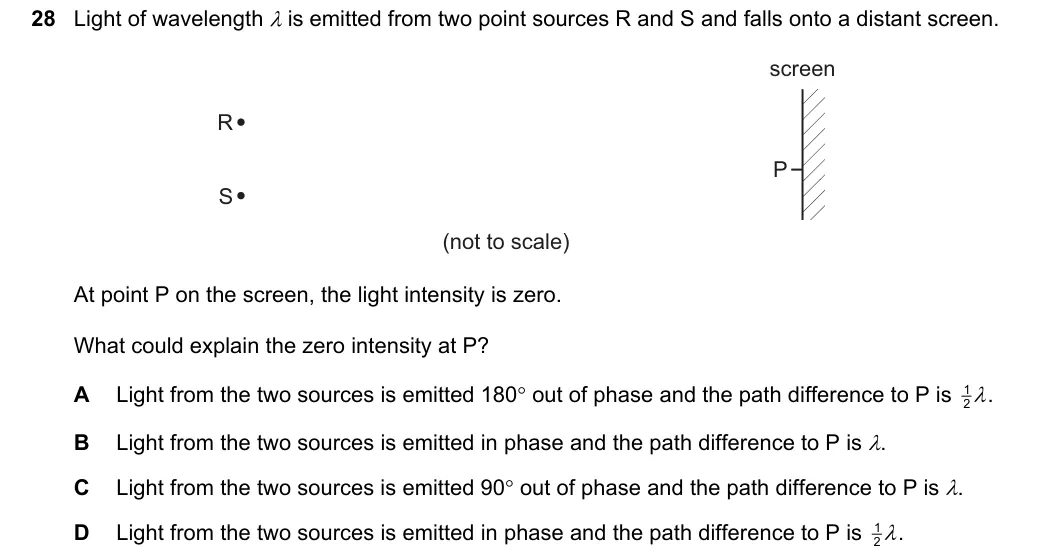 28 Light of wavelength λ is emitted from two point sources R and S and falls onto a distant screen.
screen
R
P
S
(not to scale)
At point P on the screen, the light intensity is zero.
What could explain the zero intensity at P?
A Light from the two sources is emitted 180° out of phase and the path difference to P is ½λ.
B Light from the two sources is emitted in phase and the path difference to P is λ.
C Light from the two sources is emitted 90° out of phase and the path difference to P is λ.
D Light from the two sources is emitted in phase and the path difference to P is ½λ.